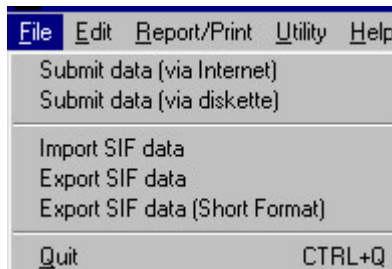 File Edit Report/Print Utility Help
Submit data (via Internet)
Submit data (via diskette)
Import SIF data
Export SIF data
Export SIF data (Short Format)
Quit CTRL+Q